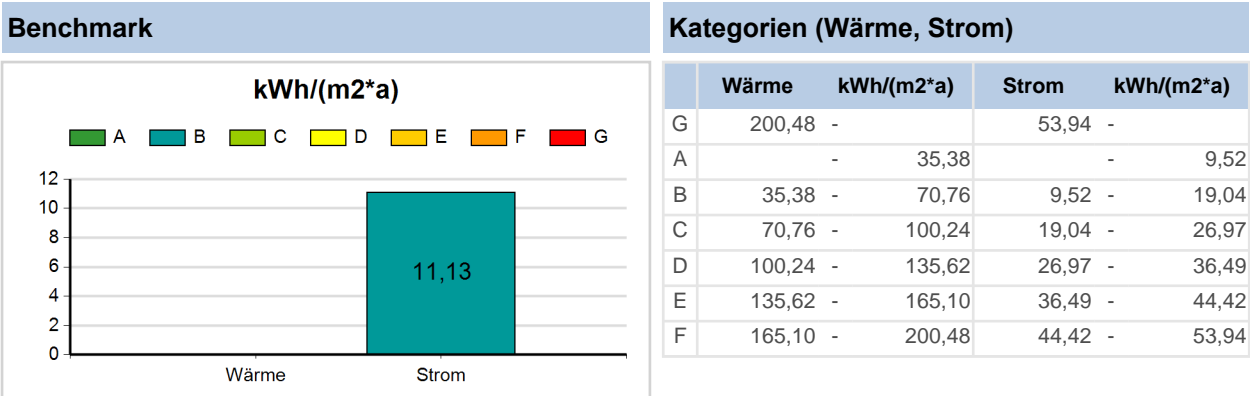 Benchmark
kWh/(m2*a)
A B C D E F G
12
10
8
6
4
2
0
11,13
Wärme Strom
Kategorien (Wärme, Strom)
Wärme kWh/(m2*a) Strom kWh/(m2*a)
G 200,48 - 53,94 -
A - 35,38 - 9,52
B 35,38 - 70,76 9,52 - 19,04
C 70,76 - 100,24 19,04 - 26,97
D 100,24 - 135,62 26,97 - 36,49
E 135,62 - 165,10 36,49 - 44,42
F 165,10 - 200,48 44,42 - 53,94